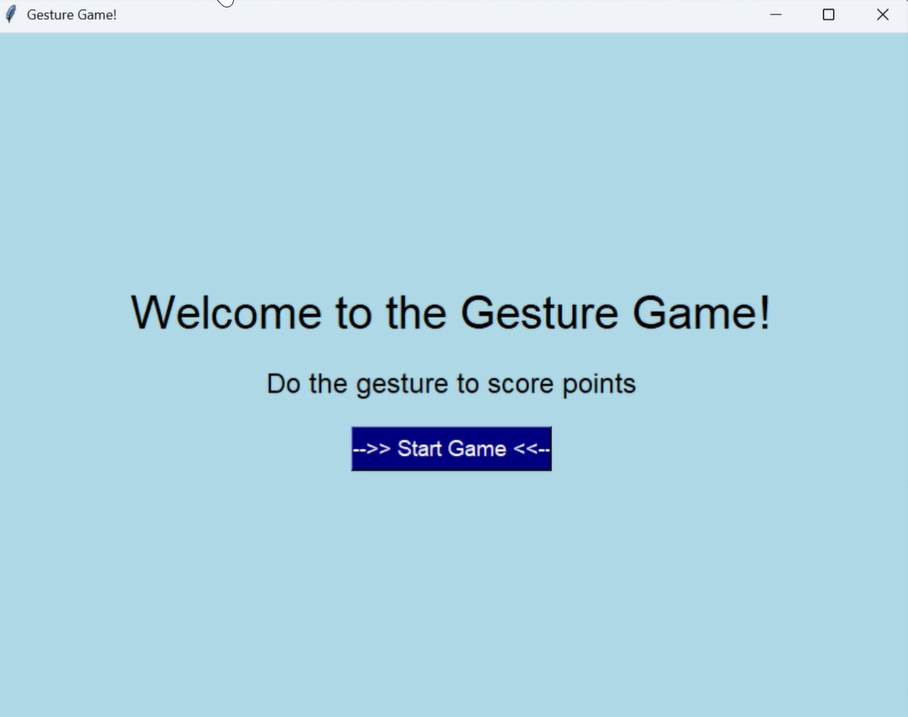 Gesture Game!
Welcome to the Gesture Game!
Do the gesture to score points
-->> Start Game <<--